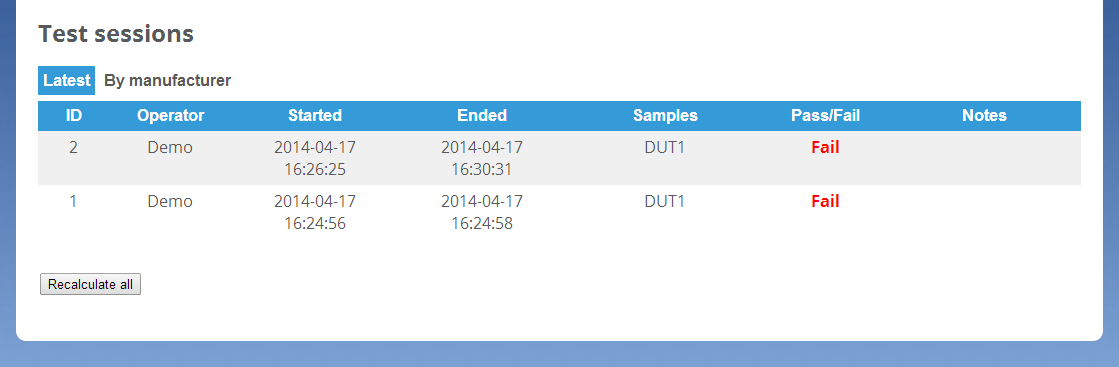 Test sessions
Latest By manufacturer
ID Operator Started Ended Samples Pass/Fail Notes
2 Demo 2014-04-17 2014-04-17 DUT1 Fail
16:26:25 16:30:31
1 Demo 2014-04-17 2014-04-17 DUT1 Fail
16:24:56 16:24:58
Recalculate all